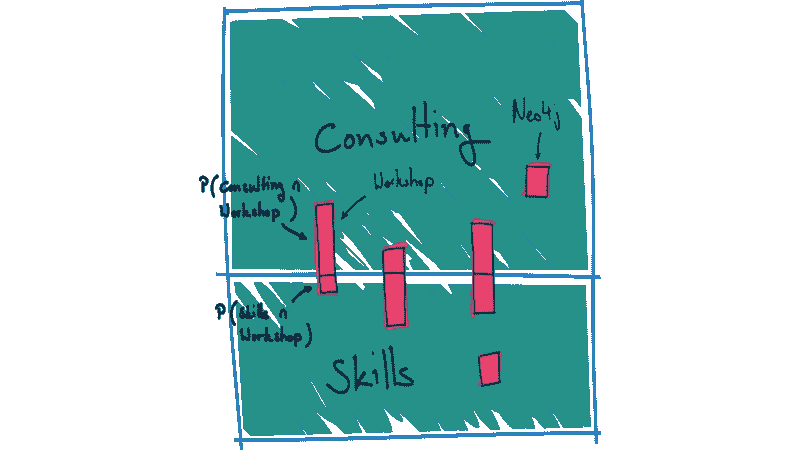 Neo4j
Consulting
Workshop
P(Consulting ∩
Workshop)
P(Skills ∩
Workshop)
Skills